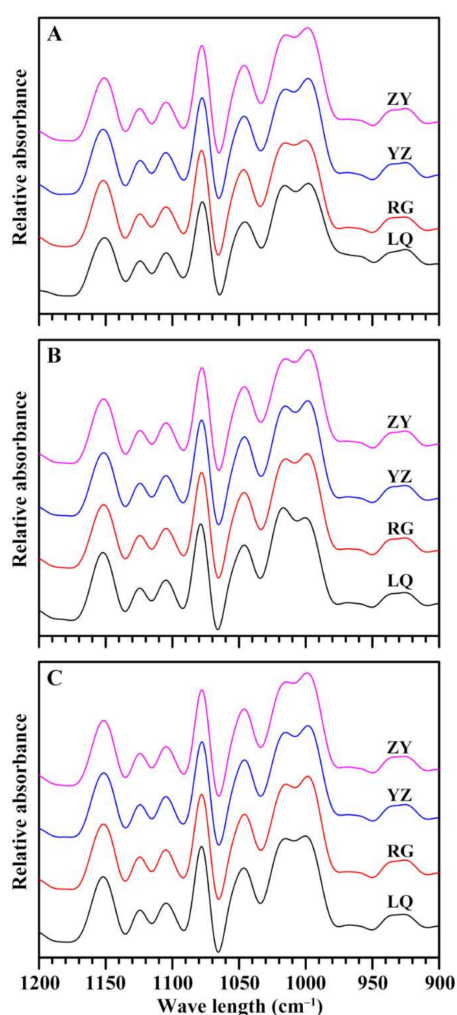 A
Relative absorbance
ZY
YZ
RG
LQ
B
Relative absorbance
ZY
YZ
RG
LQ
C
Relative absorbance
ZY
YZ
RG
LQ
1200 1150 1100 1050 1000 950 900
Wave length (cm⁻¹)